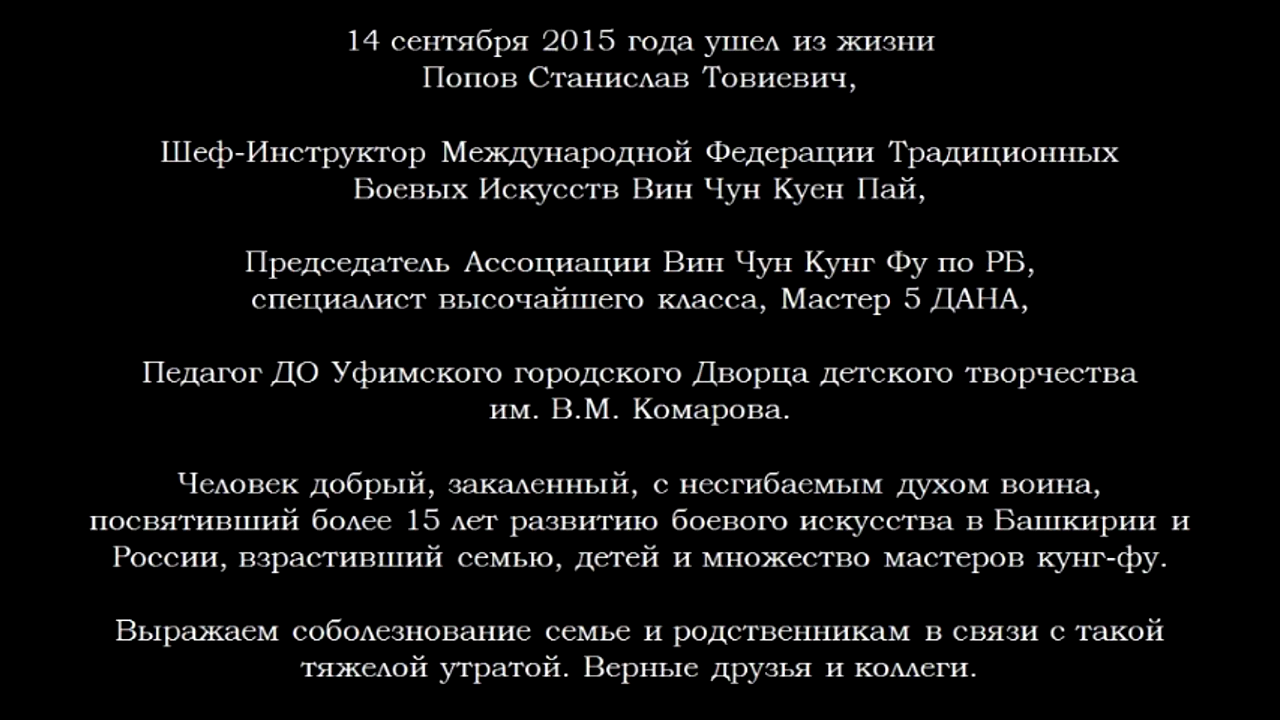 14 сентября 2015 года ушел из жизни
Попов Станислав Товиевич,
Шеф-Инструктор Международной Федерации Традиционных
Боевых Искусств Вин Чун Куен Пай,
Председатель Ассоциации Вин Чун Кунг Фу по РБ,
специалист высочайшего класса, Мастер 5 ДАНА,
Педагог ДО Уфимского городского Дворца детского творчества
им. В.М. Комарова.
Человек добрый, закаленный, с несгибаемым духом воина,
посвятивший более 15 лет развитию боевого искусства в Башкирии и
России, взрастивший семью, детей и множество мастеров кунг-фу.
Выражаем соболезнование семье и родственникам в связи с такой
тяжелой утратой. Верные друзья и коллеги.